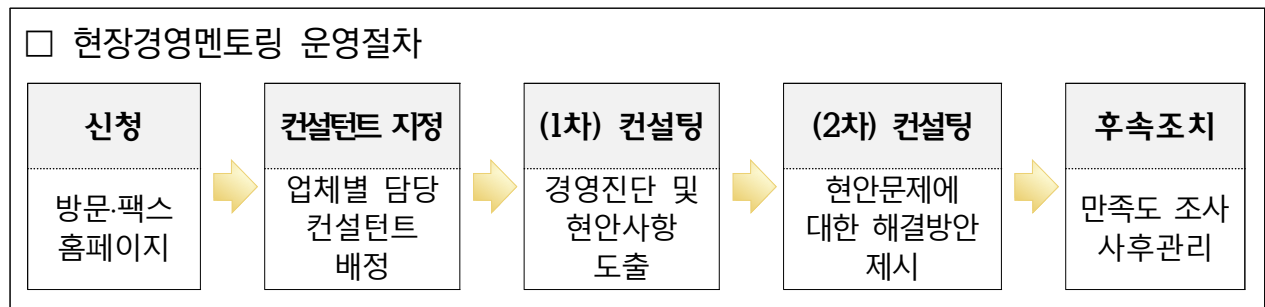 □ 현장경영멘토링 운영절차
신청
방문·팩스
홈페이지
컨설턴트 지정
업체별 담당
컨설턴트
배정
(1차) 컨설팅
경영진단 및
현안사항
도출
(2차) 컨설팅
현안문제에
대한 해결방안
제시
후속조치
만족도 조사
사후관리